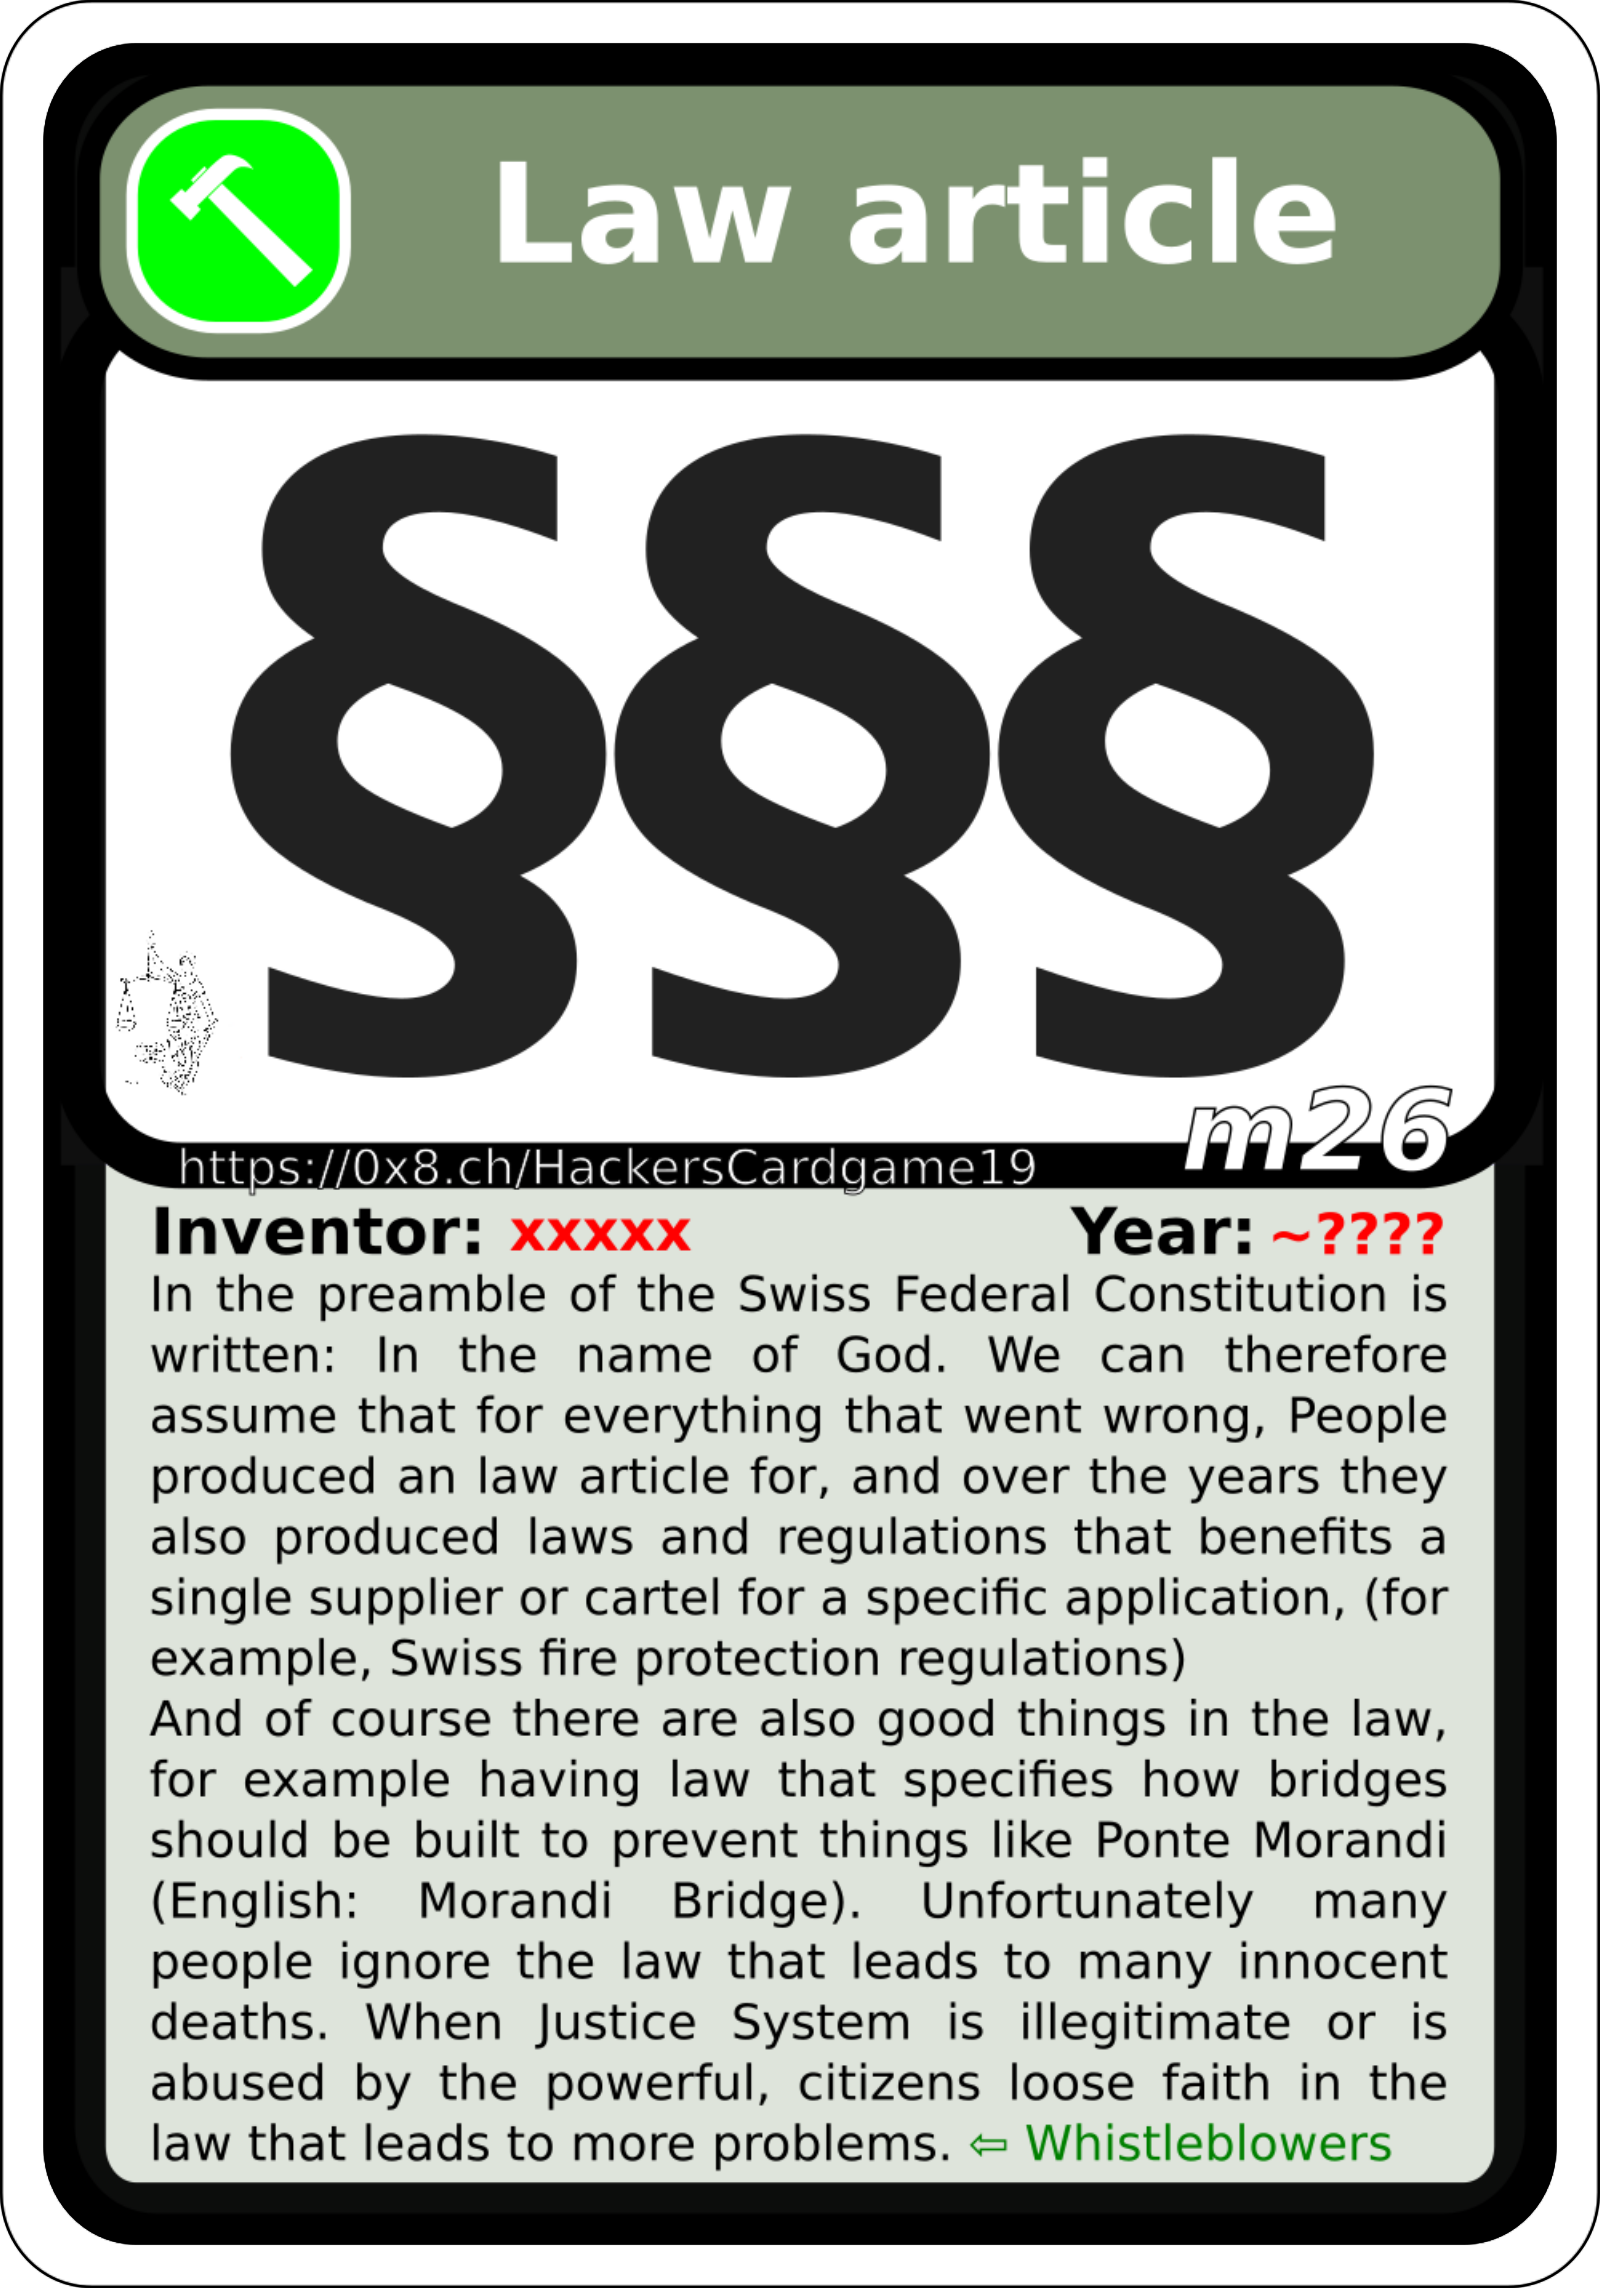 Law article
§§§
m26
https://0x8.ch/HackersCardgame19
Inventor: xxxxx Year: ~????
In the preamble of the Swiss Federal Constitution is
written: In the name of God. We can therefore
assume that for everything that went wrong, People
produced an law article for, and over the years they
also produced laws and regulations that benefits a
single supplier or cartel for a specific application, (for
example, Swiss fire protection regulations)
And of course there are also good things in the law,
for example having law that specifies how bridges
should be built to prevent things like Ponte Morandi
(English: Morandi Bridge). Unfortunately many
people ignore the law that leads to many innocent
deaths. When Justice System is illegitimate or is
abused by the powerful, citizens loose faith in the
law that leads to more problems. ⇦ Whistleblowers